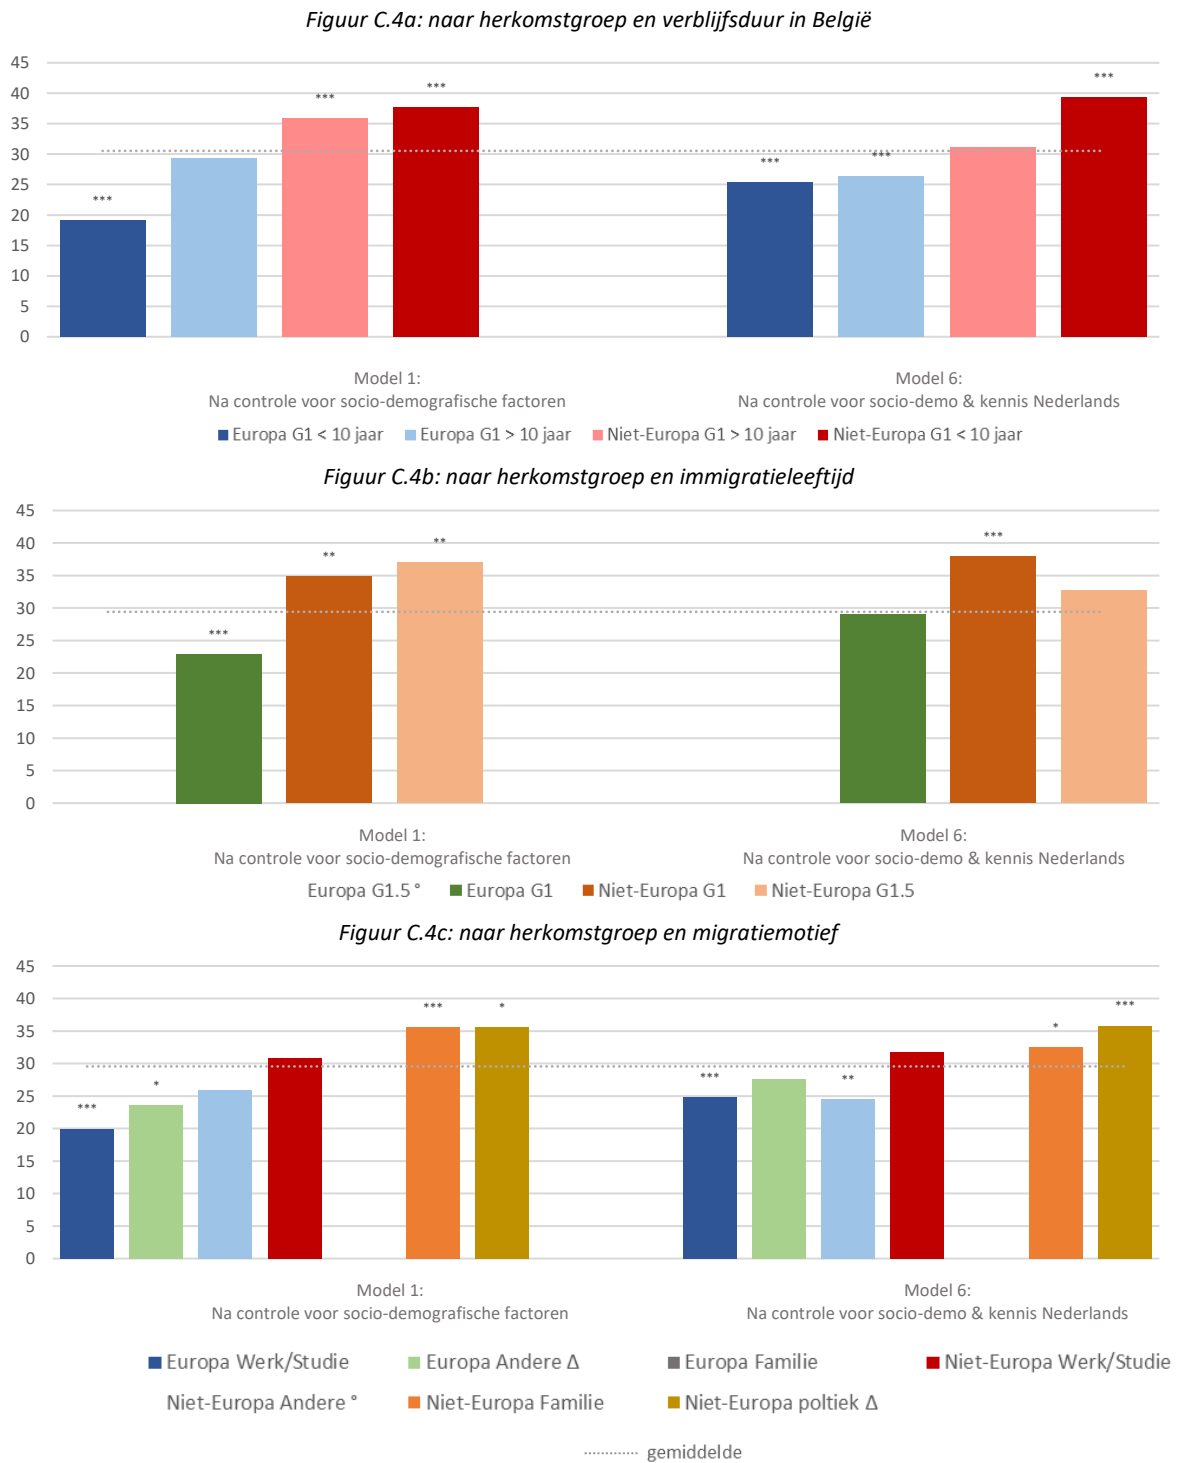 Figuur C.4a: naar herkomstgroep en verblijfsduur in België
45
40
35
30
25
20
15
10
5
0
***
***
***
***
***
***
Model 1:
Na controle voor socio-demografische factoren
Model 6:
Na controle voor socio-demo & kennis Nederlands
Europa G1 < 10 jaar
Europa G1 > 10 jaar
Niet-Europa G1 > 10 jaar
Niet-Europa G1 < 10 jaar
Figuur C.4b: naar herkomstgroep en immigratieleeftijd
45
40
35
30
25
20
15
10
5
0
***
**
**
***
Model 1:
Na controle voor socio-demografische factoren
Model 6:
Na controle voor socio-demo & kennis Nederlands
Europa G1.5 °
Europa G1
Niet-Europa G1
Niet-Europa G1.5
Figuur C.4c: naar herkomstgroep en migratiemotief
45
40
35
30
25
20
15
10
5
0
***
*
***
*
***
**
*
***
Model 1:
Na controle voor socio-demografische factoren
Model 6:
Na controle voor socio-demo & kennis Nederlands
Europa Werk/Studie
Europa Andere Δ
Europa Familie
Niet-Europa Werk/Studie
Niet-Europa Andere °
Niet-Europa Familie
Niet-Europa poltiek Δ
gemiddelde